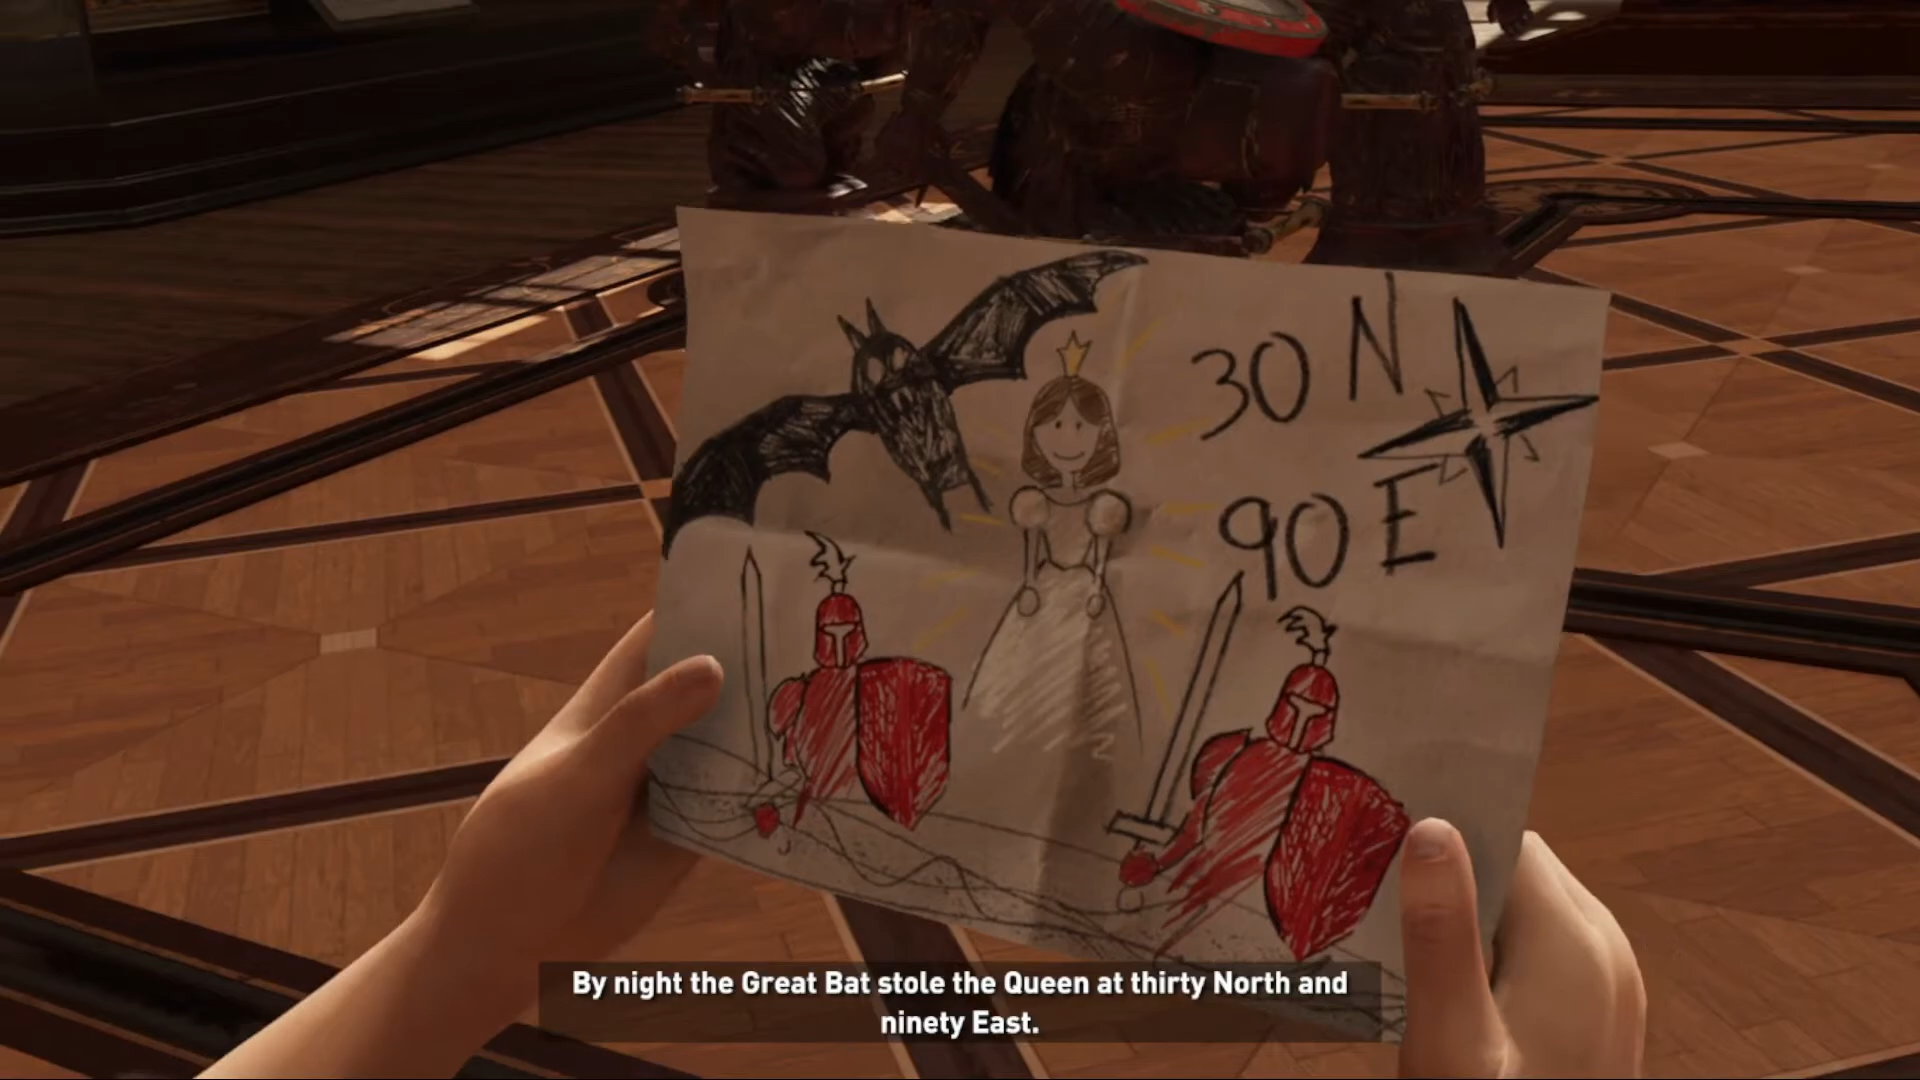 30 N
90 E
By night the Great Bat stole the Queen at thirty North and
ninety East.